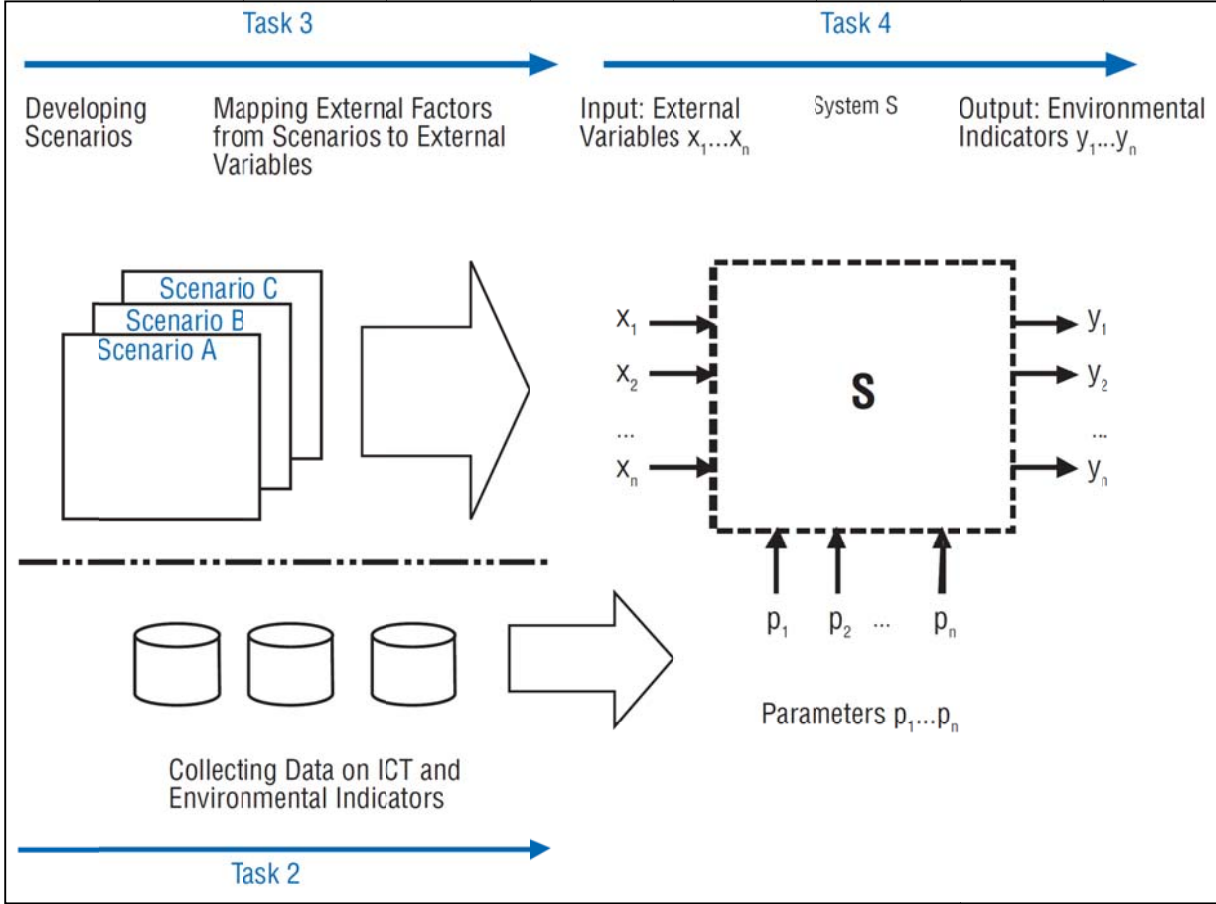 Task 3
Task 4
Developing
Scenarios
Mapping External Factors
from Scenarios to External
Variables
Input: External
Variables x₁...xₙ
System S
Output: Environmental
Indicators y₁...yₙ
Scenario C
Scenario B
Scenario A
x₁
x₂
...
xₙ
S
y₁
y₂
...
yₙ
p₁ p₂ ... pₙ
Parameters p₁...pₙ
Collecting Data on ICT and
Environmental Indicators
Task 2